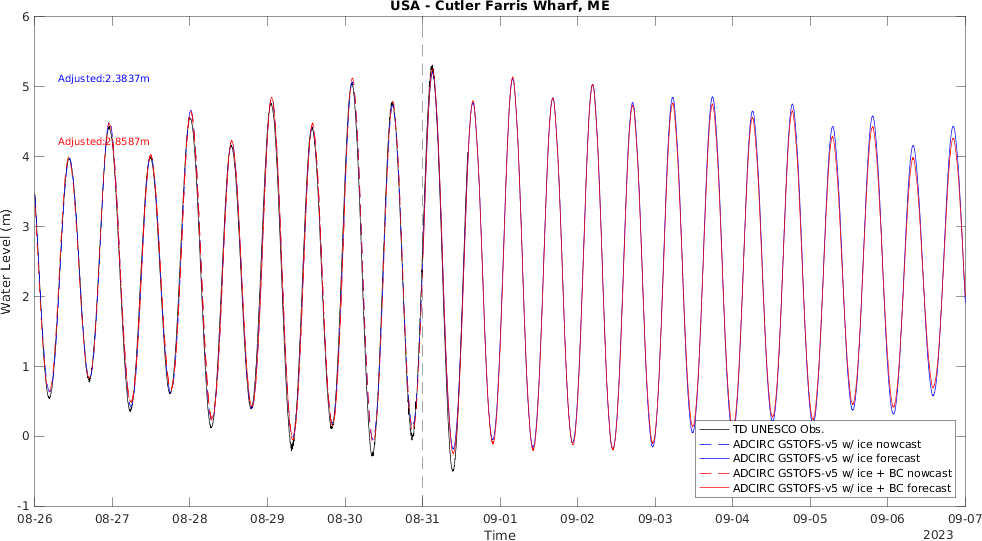 USA - Cutler Farris Wharf, ME
6
5
4
3
2
1
0
-1
Water Level (m)
Adjusted:2.3837m
Adjusted:2.8587m
TD UNESCO Obs.
ADCIRC GSTOFS-v5 w/ ice nowcast
ADCIRC GSTOFS-v5 w/ ice forecast
ADCIRC GSTOFS-v5 w/ ice + BC nowcast
ADCIRC GSTOFS-v5 w/ ice + BC forecast
08-26 08-27 08-28 08-29 08-30 08-31 09-01 09-02 09-03 09-04 09-05 09-06 09-07
Time
2023